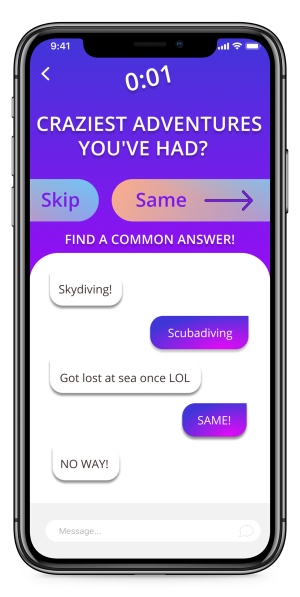 9:41
0:01
CRAZIEST ADVENTURES
YOU'VE HAD?
Skip
Same
FIND A COMMON ANSWER!
Skydiving!
Scubadiving
Got lost at sea once LOL
SAME!
NO WAY!
Message...